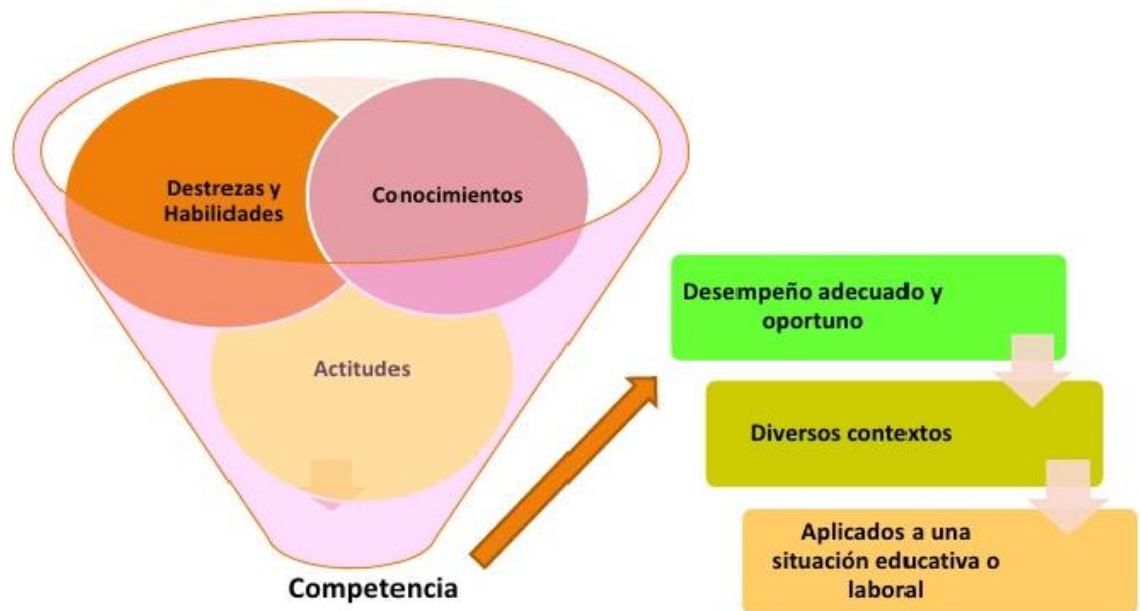 Destrezas y
Habilidades
Conocimientos
Actitudes
Competencia
Desempeño adecuado y
oportuno
Diversos contextos
Aplicados a una
situación educativa o
laboral